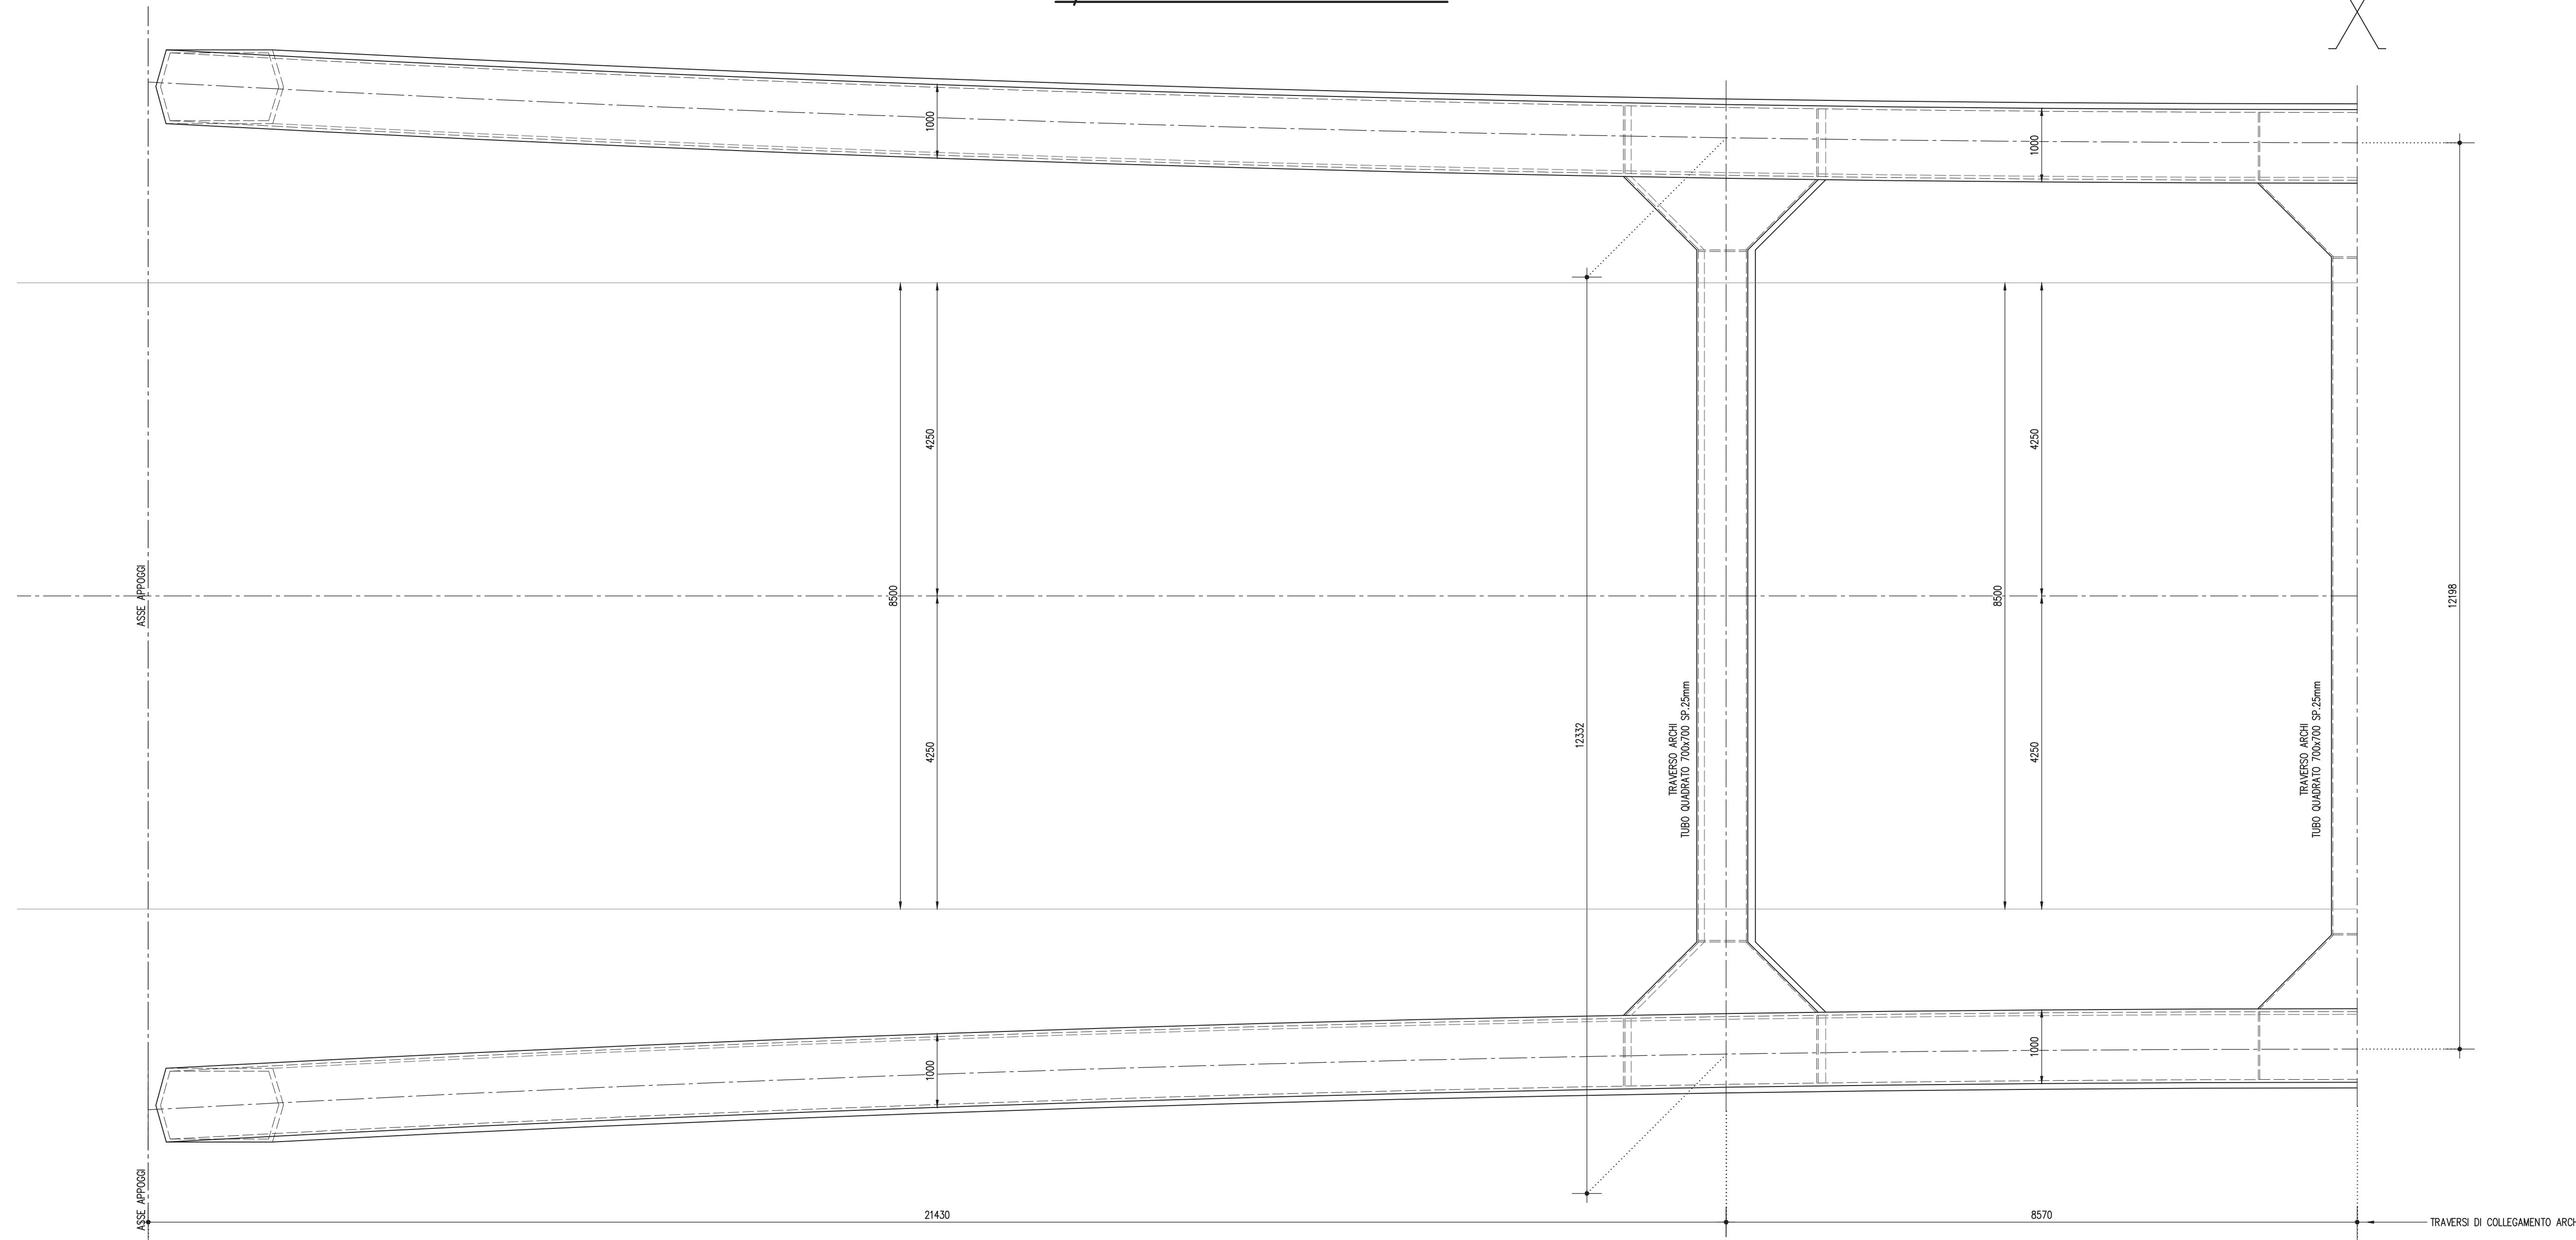 1000
1000
4250
8500
4250
ASSE APPOGGI
12332
TRAVERSO ARCHI
TUBO QUADRATO 700x700 SP.25mm
4250
8500
4250
TRAVERSO ARCHI
TUBO QUADRATO 700x700 SP.25mm
12198
1000
1000
ASSE APPOGGI
21430
8570
TRAVERSI DI COLLEGAMENTO ARCH